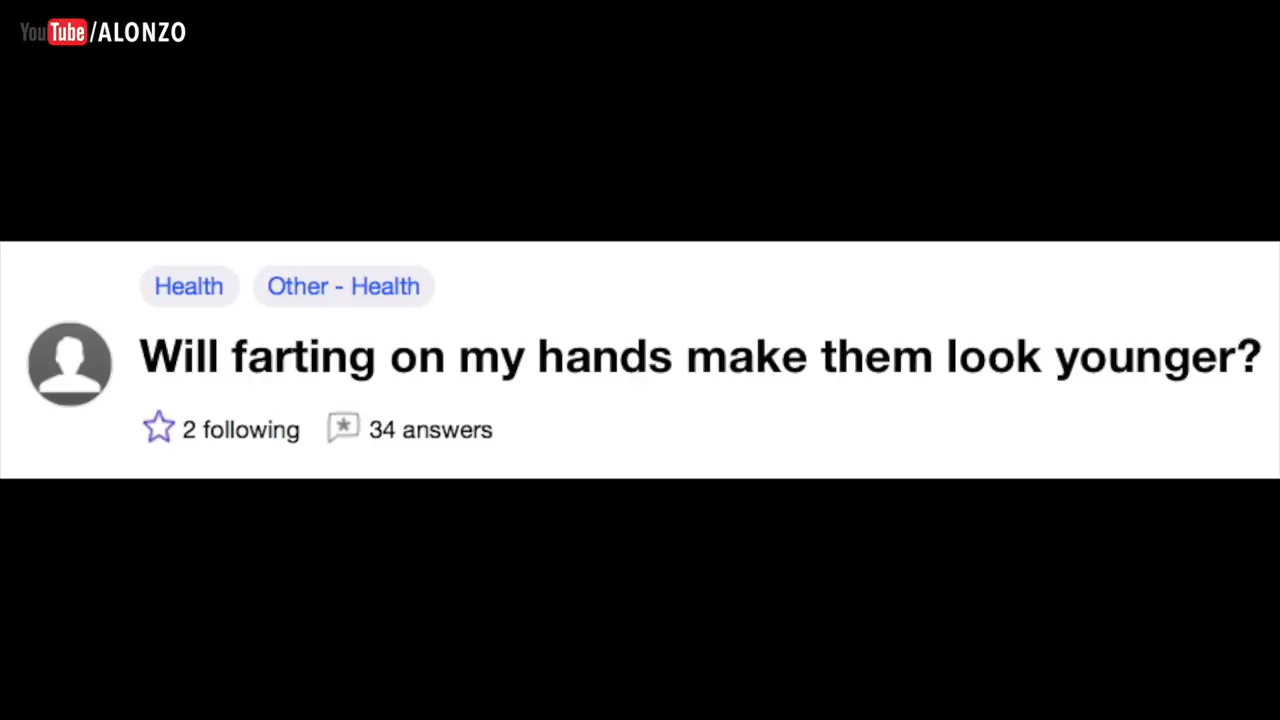 YouTube/ALONZO
Health Other - Health
Will farting on my hands make them look younger?
2 following 34 answers